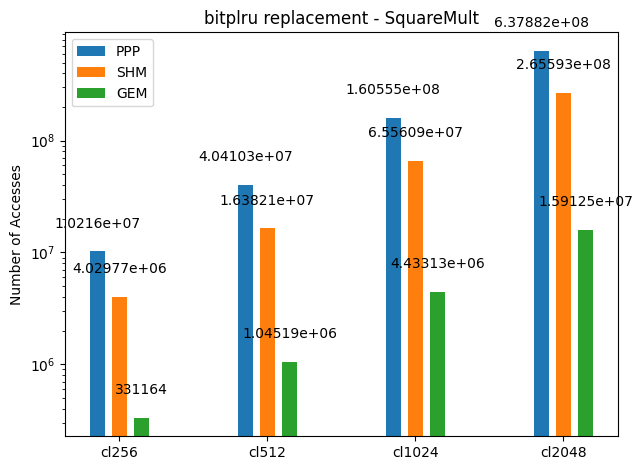 bitplru replacement - SquareMult
6.37882e+08
PPP
SHM
GEM
2.65593e+08
1.60555e+08
6.55609e+07
4.04103e+07
1.63821e+07
1.59125e+07
1.0216e+07
4.02977e+06
4.43313e+06
1.04519e+06
331164
Number of Accesses
10^8
10^7
10^6
cl256
cl512
cl1024
cl2048